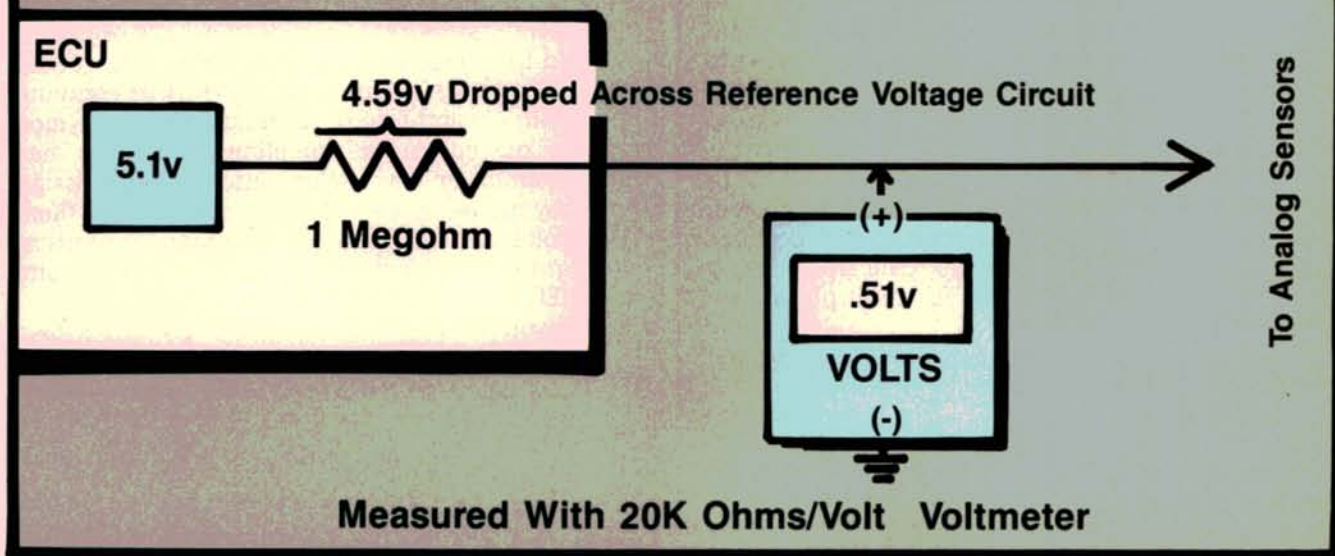 ECU
4.59v Dropped Across Reference Voltage Circuit
5.1v
1 Megohm
(+)
.51v
VOLTS
(-)
To Analog Sensors
Measured With 20K Ohms/Volt Voltmeter